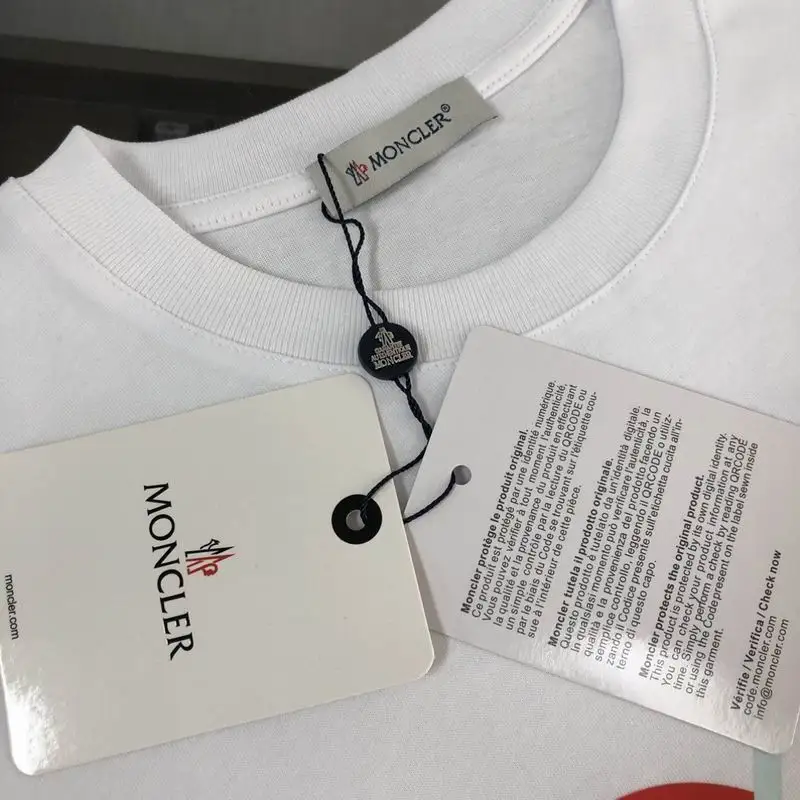 MONCLER®
GARANTIE
AUTHENTIQUE
MONCLER
MONCLER
moncler.com
Moncler protège le produit original.
Ce produit est protégé par une identité numérique.
Vous pouvez vérifier à tout moment l'authenticité,
la qualité et la provenance du produit en effectuant
un simple contrôle par la lecture du QRCODE ou
par le biais du Code se trouvant sur l'étiquette cou-
sue à l'intérieur de cette pièce.
Moncler tutela il prodotto originale.
Questo prodotto è tutelato da un'identità digitale,
in qualsiasi momento può verificare l'autenticità, la
qualità e la provenienza del prodotto facendo un
semplice controllo, leggendo il QRCODE o utiliz-
zando il Codice presente sull'etichetta cucita all'in-
terno di questo capo.
Moncler protects the original product.
This product is protected by its own digital identity.
You can check your product information at any
time. Simply perform a check by reading QRCODE
or using the Code present on the label sewn inside
this garment.
Vérifie / Verifica / Check now
code.moncler.com
info@moncler.com